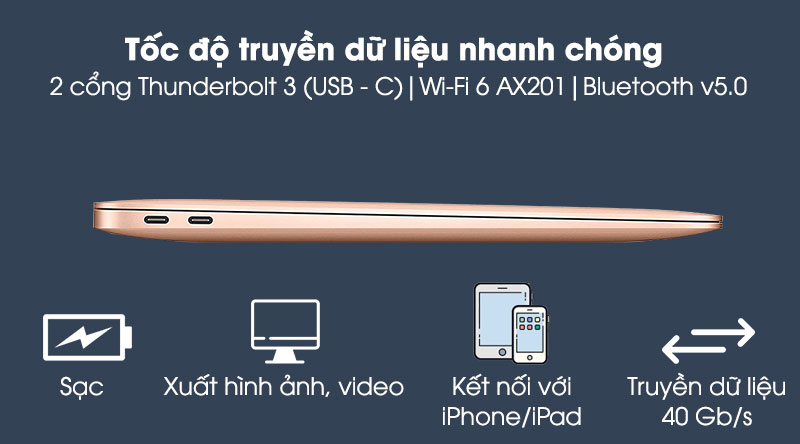 Tốc độ truyền dữ liệu nhanh chóng
2 cổng Thunderbolt 3 (USB - C) | Wi-Fi 6 AX201 | Bluetooth v5.0
Sạc
Xuất hình ảnh, video
Kết nối với
iPhone/iPad
Truyền dữ liệu
40 Gb/s